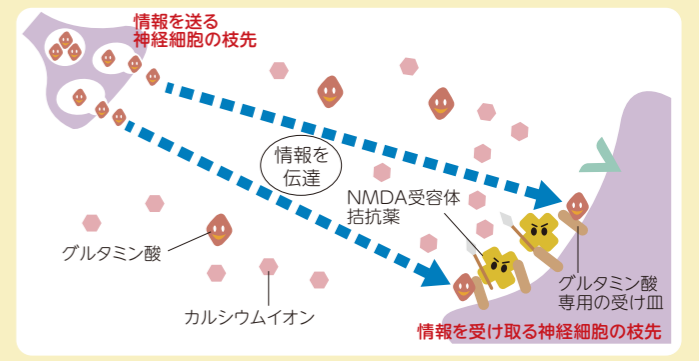 情報を送る
神経細胞の枝先
情報を
伝達
NMDA受容体
拮抗薬
グルタミン酸
カルシウムイオン
グルタミン酸
専用の受け皿
情報を受け取る神経細胞の枝先